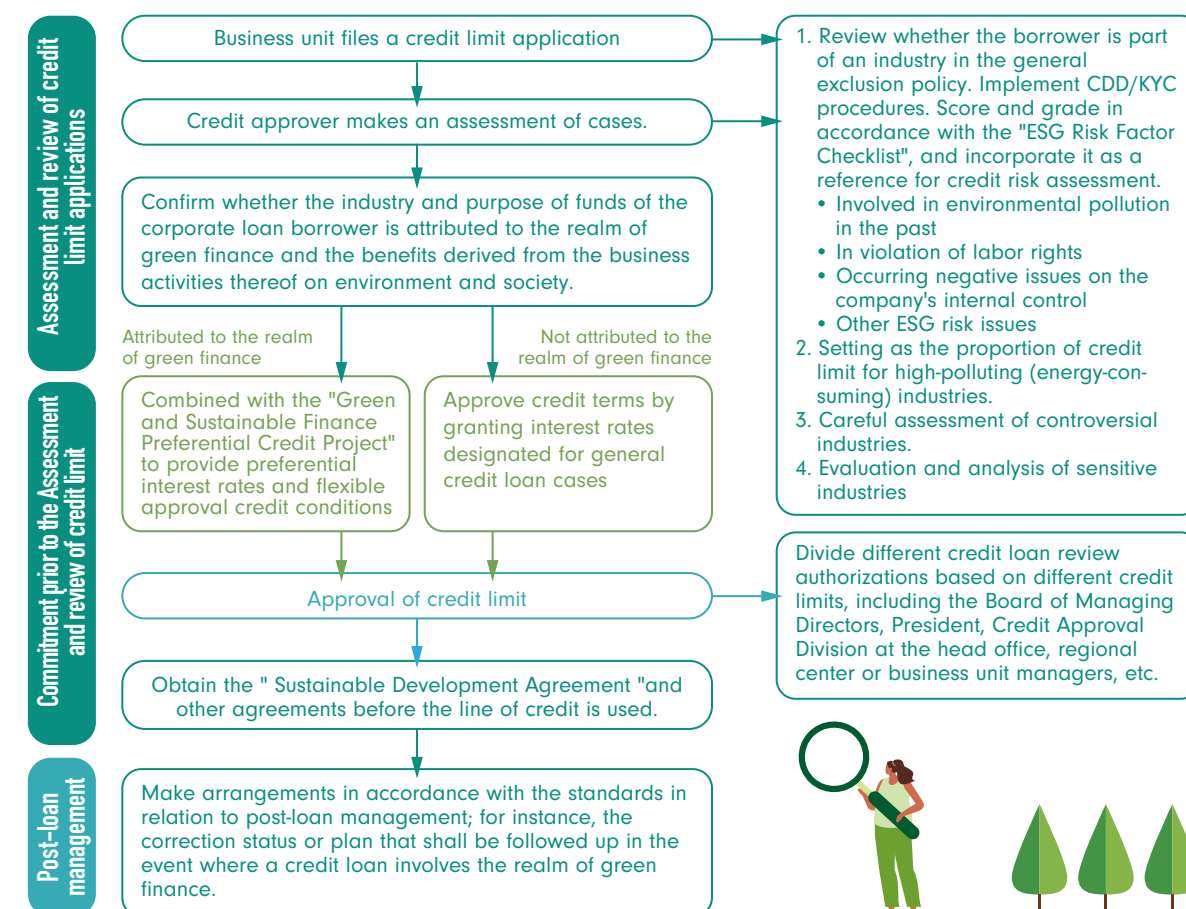 Assessment and review of credit
limit applications
Business unit files a credit limit application
Credit approver makes an assessment of cases.
Confirm whether the industry and purpose of funds of the
corporate loan borrower is attributed to the realm of
green finance and the benefits derived from the business
activities thereof on environment and society.
1. Review whether the borrower is part
of an industry in the general
exclusion policy. Implement CDD/KYC
procedures. Score and grade in
accordance with the "ESG Risk Factor
Checklist", and incorporate it as a
reference for credit risk assessment.
• Involved in environmental pollution
in the past
• In violation of labor rights
• Occurring negative issues on the
company's internal control
• Other ESG risk issues
2. Setting as the proportion of credit
limit for high-polluting (energy-con-
suming) industries.
3. Careful assessment of controversial
industries.
4. Evaluation and analysis of sensitive
industries
Attributed to the realm
of green finance
Not attributed to the
realm of green finance
Commitment prior to the Assessment
and review of credit limit
Combined with the "Green
and Sustainable Finance
Preferential Credit Project"
to provide preferential
interest rates and flexible
approval credit conditions
Approve credit terms by
granting interest rates
designated for general
credit loan cases
Approval of credit limit
Divide different credit loan review
authorizations based on different credit
limits, including the Board of Managing
Directors, President, Credit Approval
Division at the head office, regional
center or business unit managers, etc.
Obtain the " Sustainable Development Agreement "and
other agreements before the line of credit is used.
Post-loan
management
Make arrangements in accordance with the standards in
relation to post-loan management; for instance, the
correction status or plan that shall be followed up in the
event where a credit loan involves the realm of green
finance.